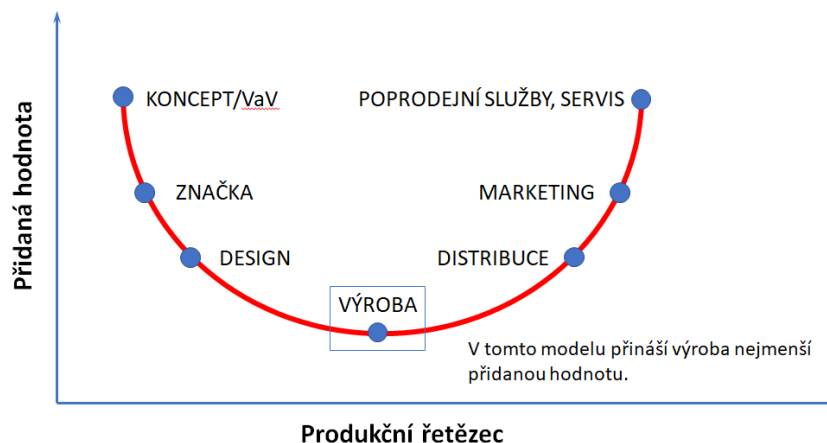 Přidaná hodnota
KONCEPT/VaV
POPRODEJNÍ SLUŽBY, SERVIS
ZNAČKA
MARKETING
DESIGN
DISTRIBUCE
VÝROBA
V tomto modelu přináší výroba nejmenší
přidanou hodnotu.
Produkční řetězec